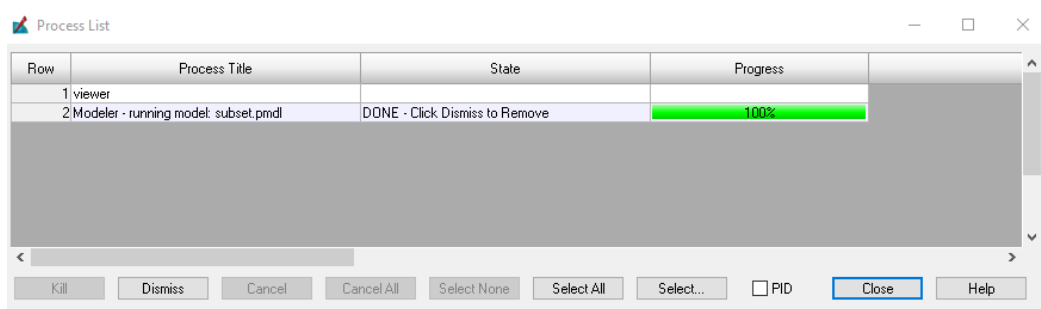 Process List
Row Process Title State Progress
1 viewer
2 Modeler - running model: subset.pmdl DONE - Click Dismiss to Remove 100%
Kill Dismiss Cancel Cancel All Select None Select All Select... PID Close Help